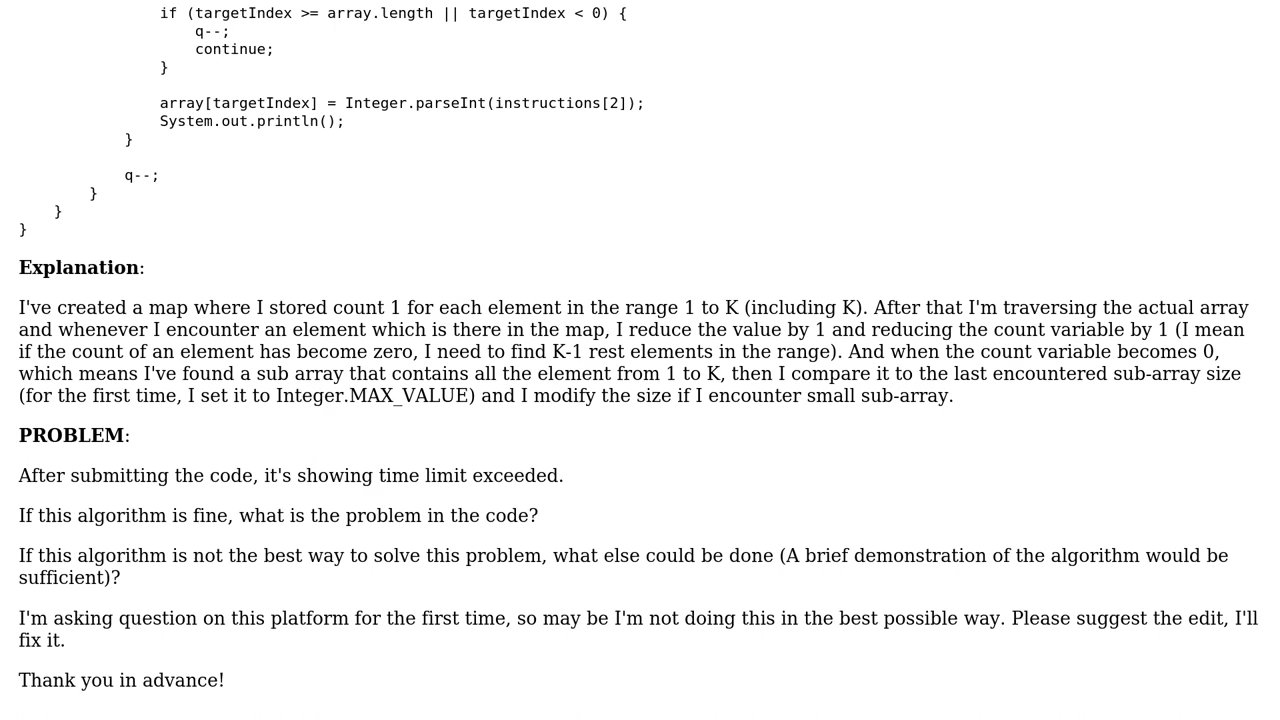 if (targetIndex >= array.length || targetIndex < 0) {
q--;
continue;
}
array[targetIndex] = Integer.parseInt(instructions[2]);
System.out.println();
}
q--;
}
}
}
Explanation:
I've created a map where I stored count 1 for each element in the range 1 to K (including K). After that I'm traversing the actual array
and whenever I encounter an element which is there in the map, I reduce the value by 1 and reducing the count variable by 1 (I mean
if the count of an element has become zero, I need to find K-1 rest elements in the range). And when the count variable becomes 0,
which means I've found a sub array that contains all the element from 1 to K, then I compare it to the last encountered sub-array size
(for the first time, I set it to Integer.MAX_VALUE) and I modify the size if I encounter small sub-array.
PROBLEM:
After submitting the code, it's showing time limit exceeded.
If this algorithm is fine, what is the problem in the code?
If this algorithm is not the best way to solve this problem, what else could be done (A brief demonstration of the algorithm would be
sufficient)?
I'm asking question on this platform for the first time, so may be I'm not doing this in the best possible way. Please suggest the edit, I'll
fix it.
Thank you in advance!